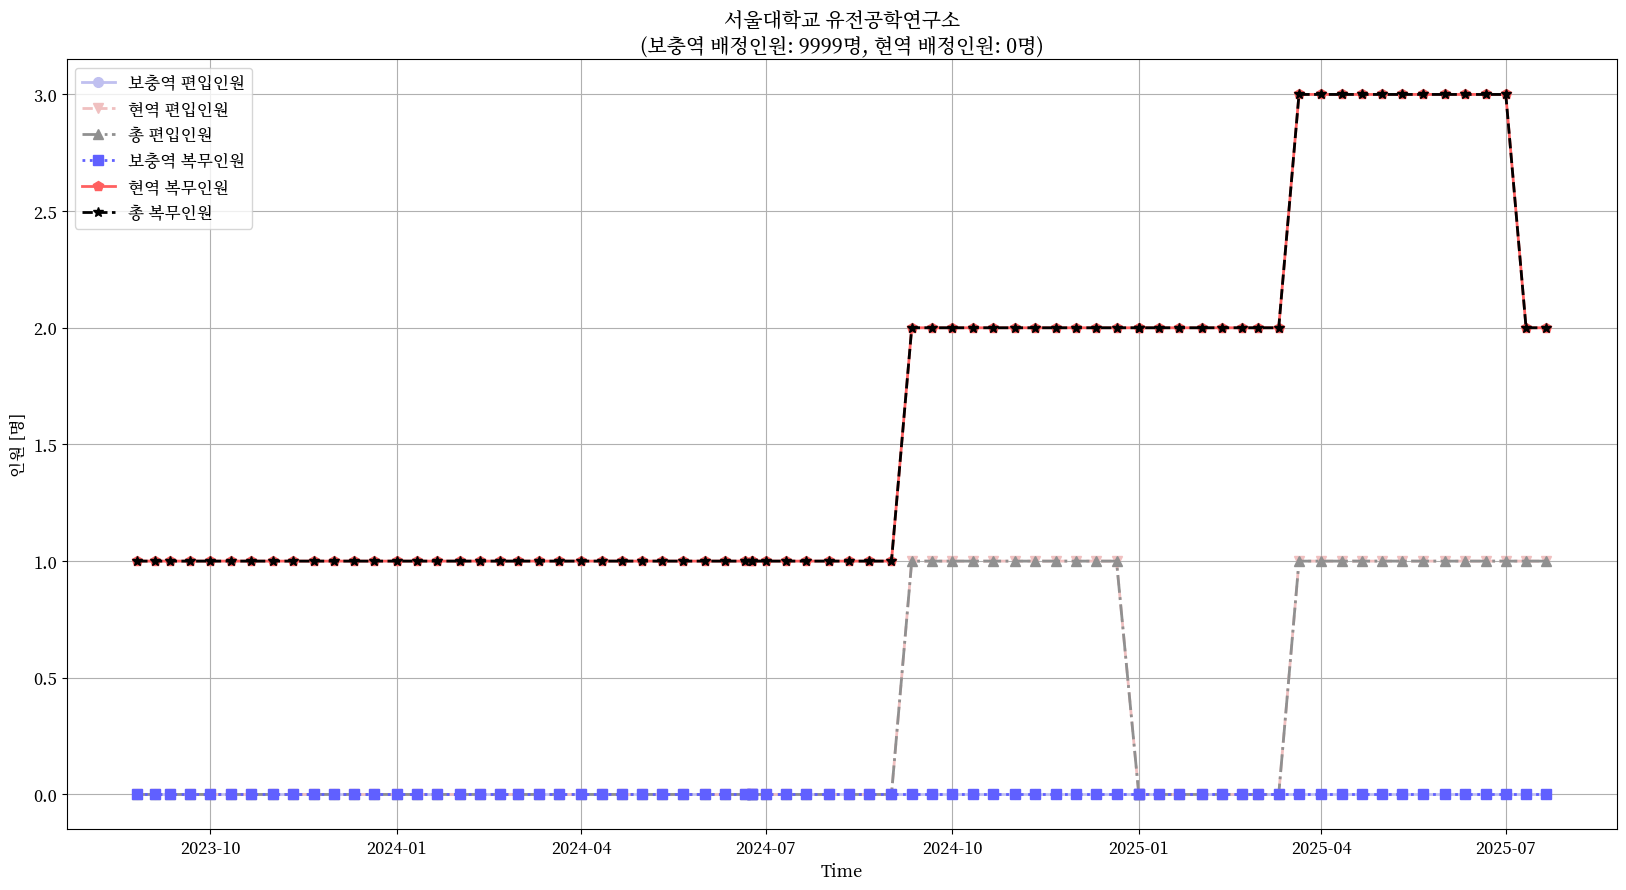 서울대학교 유전공학연구소
(보충역 배정인원: 9999명, 현역 배정인원: 0명)
보충역 편입인원
현역 편입인원
총 편입인원
보충역 복무인원
현역 복무인원
총 복무인원
3.0
2.5
2.0
1.5
1.0
0.5
0.0
인원 [명]
2023-10
2024-01
2024-04
2024-07
2024-10
2025-01
2025-04
2025-07
Time